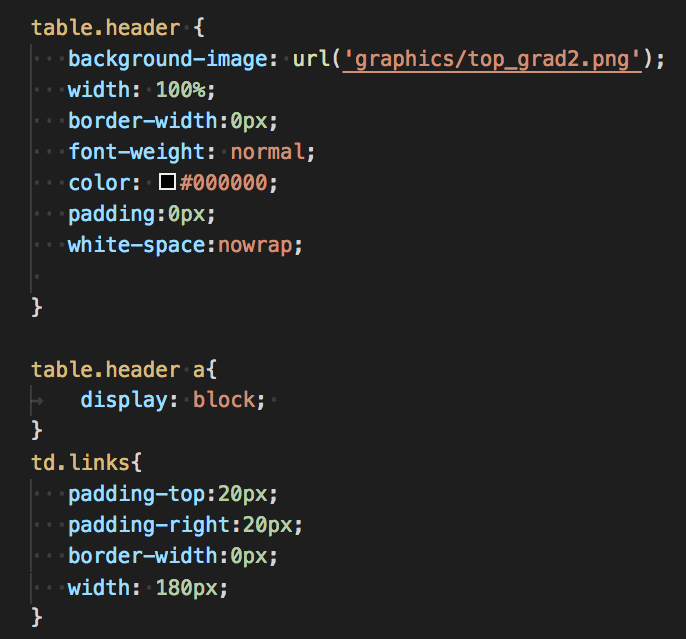 table.header {
   background-image: url('graphics/top_grad2.png');
   width: 100%;
   border-width:0px;
   font-weight: normal;
   color: #000000;
   padding:0px;
   white-space:nowrap;
}
table.header a{
    display: block;
}
td.links{
   padding-top:20px;
   padding-right:20px;
   border-width:0px;
   width: 180px;
}